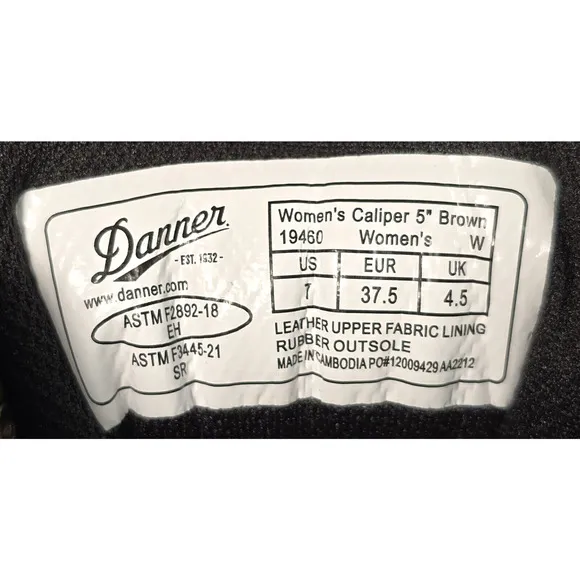 Danner
- EST. 1932 -
www.danner.com
ASTM F2892-18
EH
ASTM F3445-21
SR
Women's Caliper 5" Brown
19460 Women's W
US EUR UK
7 37.5 4.5
LEATHER UPPER FABRIC LINING
RUBBER OUTSOLE
MADE IN CAMBODIA PO#12009429 AA2212